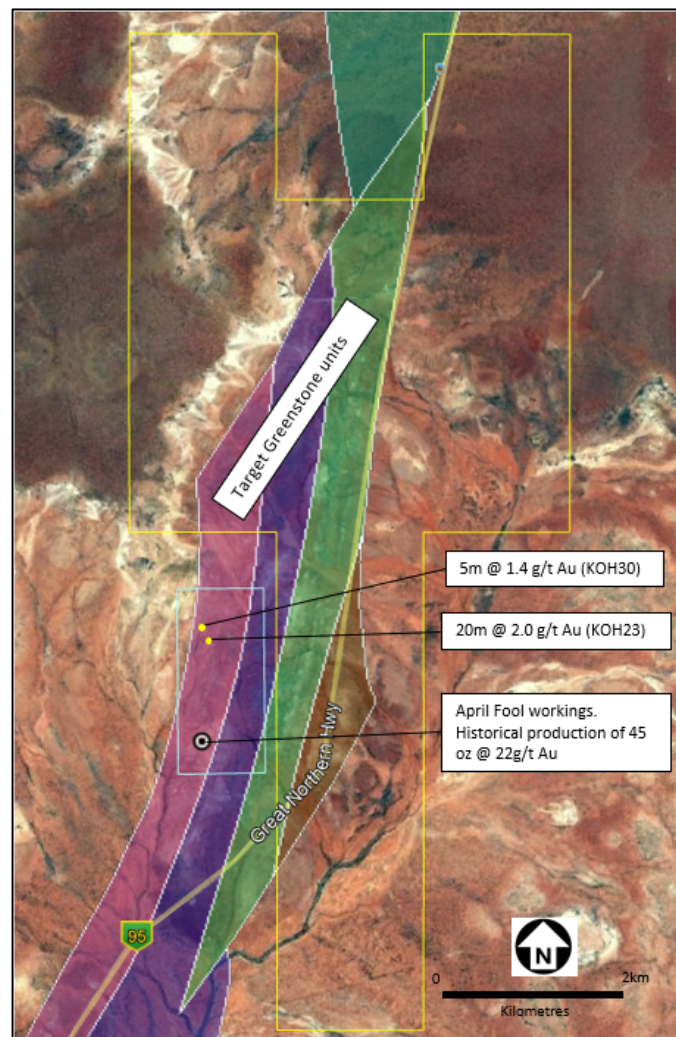 Target Greenstone units
5m @ 1.4 g/t Au (KOH30)
20m @ 2.0 g/t Au (KOH23)
April Fool workings.
Historical production of 45
oz @ 22g/t Au
Great Northern Hwy
95
N
0 2km
Kilometres